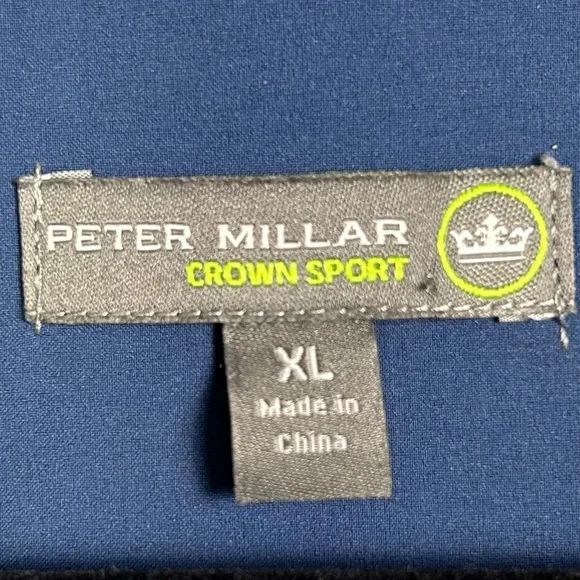 PETER MILLAR
CROWN SPORT
XL
Made in
China